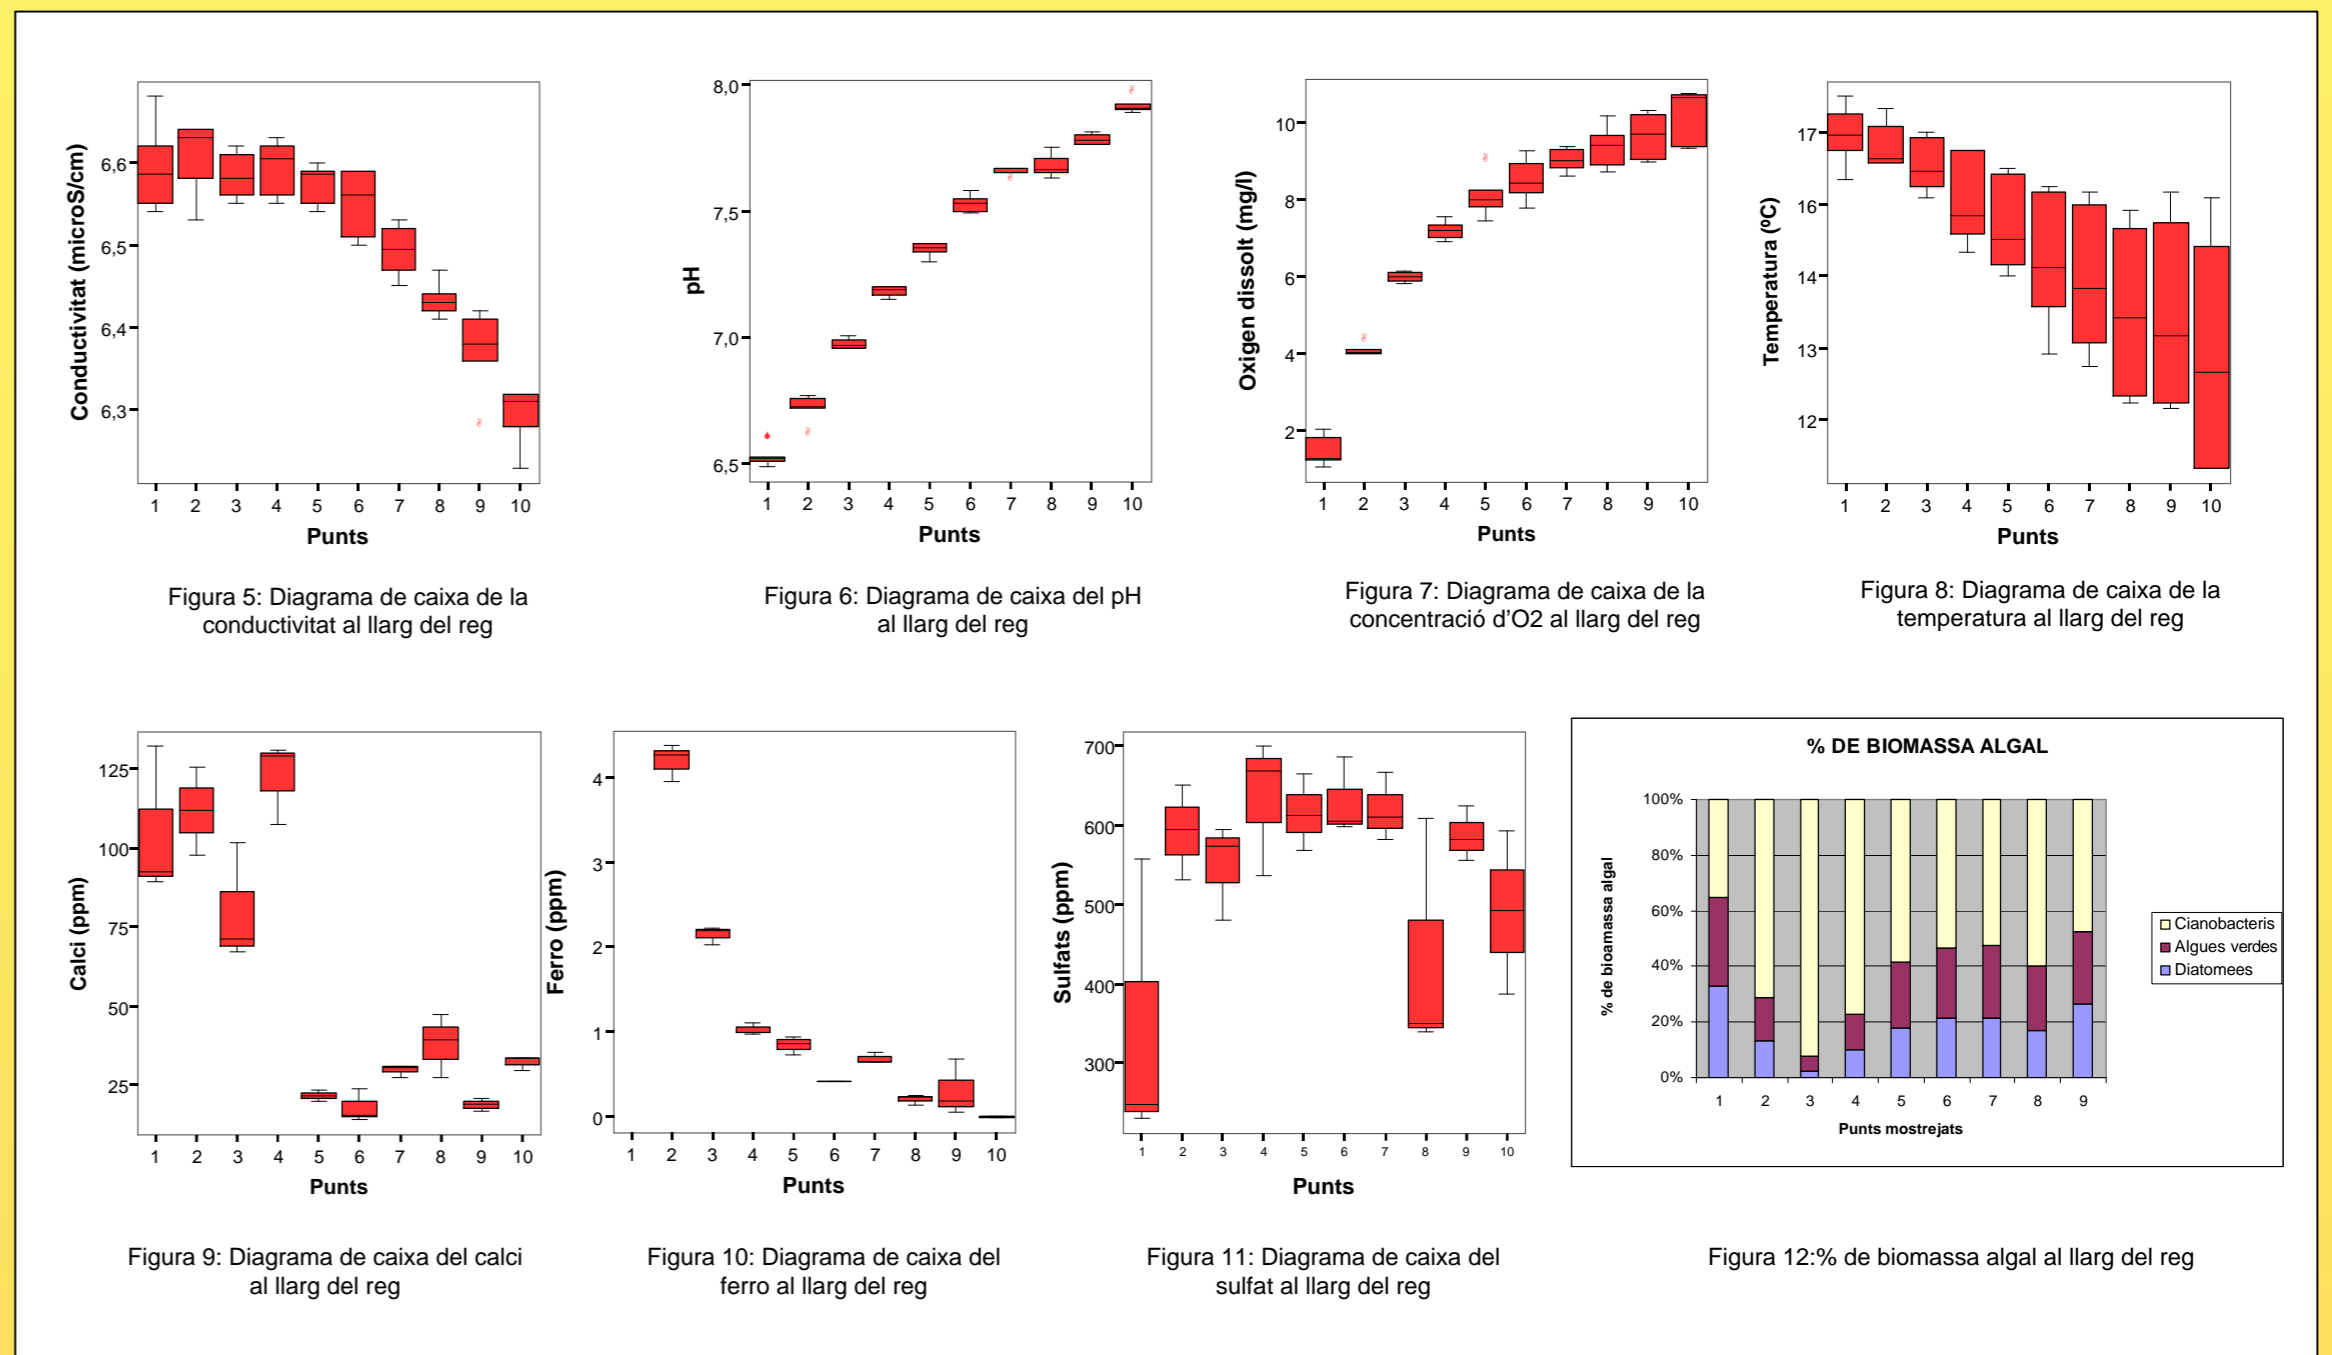 Conductivitat (microS/cm)
6,6
6,5
6,4
6,3
1 2 3 4 5 6 7 8 9 10
Punts
Figura 5: Diagrama de caixa de la
conductivitat al llarg del reg
pH
8,0
7,5
7,0
6,5
1 2 3 4 5 6 7 8 9 10
Punts
Figura 6: Diagrama de caixa del pH
al llarg del reg
Oxigen dissolt (mg/l)
10
8
6
4
2
1 2 3 4 5 6 7 8 9 10
Punts
Figura 7: Diagrama de caixa de la
concentració d'O2 al llarg del reg
Temperatura (ºC)
17
16
14
13
12
1 2 3 4 5 6 7 8 9 10
Punts
Figura 8: Diagrama de caixa de la
temperatura al llarg del reg
Calci (ppm)
125
100
75
50
25
1 2 3 4 5 6 7 8 9 10
Punts
Figura 9: Diagrama de caixa del calci
al llarg del reg
Ferro (ppm)
4
3
2
1
0
1 2 3 4 5 6 7 8 9 10
Punts
Figura 10: Diagrama de caixa del
ferro al llarg del reg
Sulfats (ppm)
700
600
500
400
300
1 2 3 4 5 6 7 8 9 10
Punts
Figura 11: Diagrama de caixa del
sulfat al llarg del reg
% DE BIOMASSA ALGAL
% de bioamassa algal
100%
80%
60%
40%
20%
0%
1 2 3 4 5 6 7 8 9
Punts mostrejats
Cianobacteris
Algues verdes
Diatomees
Figura 12:% de biomassa algal al llarg del reg